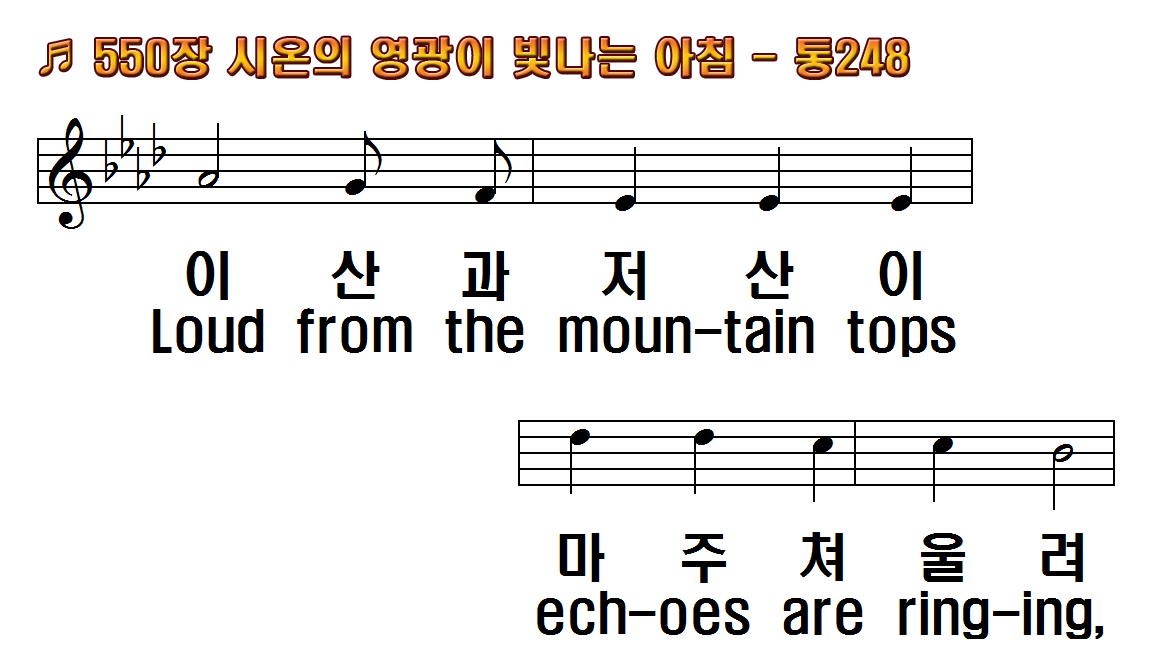 ♬ 550장 시온의 영광이 빛나는 아침 - 통248
이 산 과 저 산 이
Loud from the moun-tain tops
마 주 쳐 울 려
ech-oes are ring-ing,